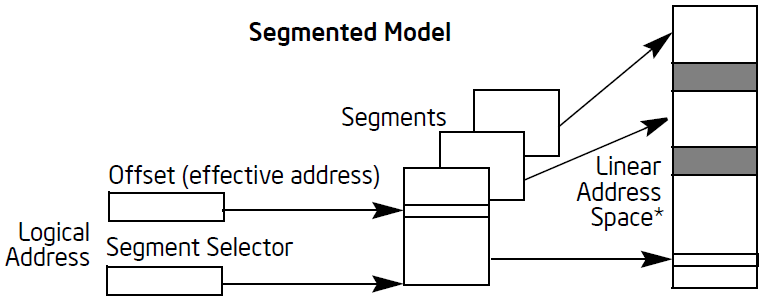 Segmented Model
Segments
Offset (effective address)
Linear
Address
Space*
Logical
Address
Segment Selector